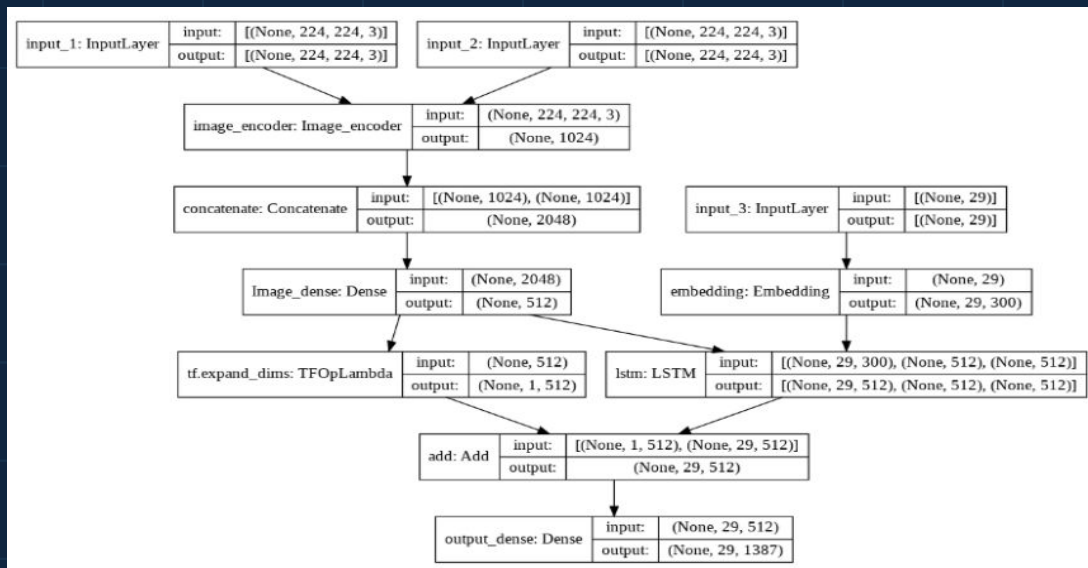 input_1: InputLayer
input: [(None, 224, 224, 3)]
output: [(None, 224, 224, 3)]
input_2: InputLayer
input: [(None, 224, 224, 3)]
output: [(None, 224, 224, 3)]
image_encoder: Image_encoder
input: (None, 224, 224, 3)
output: (None, 1024)
concatenate: Concatenate
input: [(None, 1024), (None, 1024)]
output: (None, 2048)
input_3: InputLayer
input: [(None, 29)]
output: [(None, 29)]
Image_dense: Dense
input: (None, 2048)
output: (None, 512)
embedding: Embedding
input: (None, 29)
output: (None, 29, 300)
tf.expand_dims: TFOpLambda
input: (None, 512)
output: (None, 1, 512)
lstm: LSTM
input: [(None, 29, 300), (None, 512), (None, 512)]
output: [(None, 29, 512), (None, 512), (None, 512)]
add: Add
input: [(None, 1, 512), (None, 29, 512)]
output: (None, 29, 512)
output_dense: Dense
input: (None, 29, 512)
output: (None, 29, 1387)